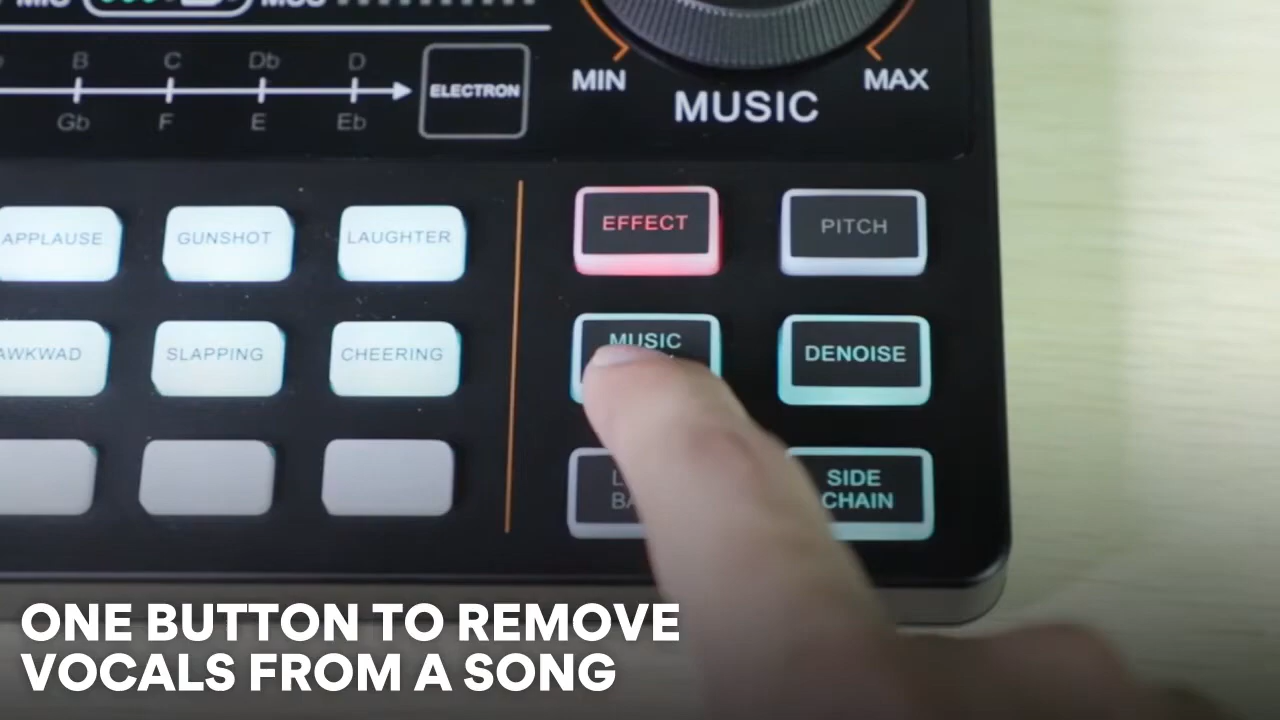 B C Db D
ELECTRON
Gb F E Eb
MIN MAX
MUSIC
APPLAUSE GUNSHOT LAUGHTER EFFECT PITCH
AWKWAD SLAPPING CHEERING MUSIC DENOISE
SIDE
CHAIN
ONE BUTTON TO REMOVE
VOCALS FROM A SONG